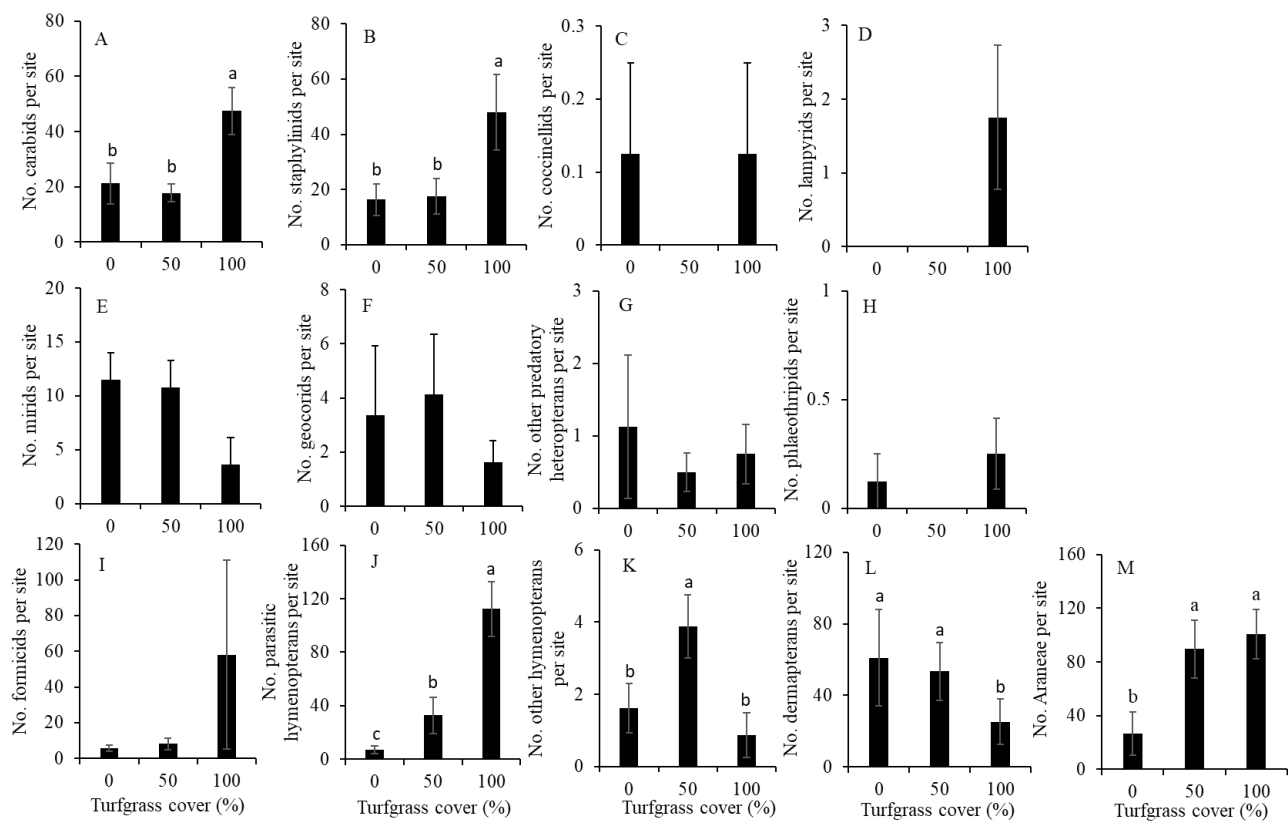 A
No. carabids per site
80
60
40
20
0
b
b
a
0 50 100
B
No. staphylinids per site
80
60
40
20
0
b
b
a
0 50 100
C
No. coccinellids per site
0.3
0.2
0.1
0
0 50 100
D
No. lampyrids per site
3
2
1
0
0 50 100
E
No. mirids per site
15
10
5
0
0 50 100
F
No. geocorids per site
8
6
4
2
0
0 50 100
G
No. other predatory
heteropterans per site
3
2
1
0
0 50 100
H
No. phlaeothripids per site
1
0.5
0
0 50 100
I
No. formicids per site
120
100
80
60
40
20
0
0 50 100
Turfgrass cover (%)
J
No. parasitic
hymenopterans per site
160
120
80
40
0
c
b
a
0 50 100
Turfgrass cover (%)
K
No. other hymenopterans
per site
6
4
2
0
b
a
b
0 50 100
Turfgrass cover (%)
L
No. dermapterans per site
120
80
40
0
a
a
b
0 50 100
Turfgrass cover (%)
M
No. Araneae per site
160
120
80
40
0
b
a
a
0 50 100
Turfgrass cover (%)